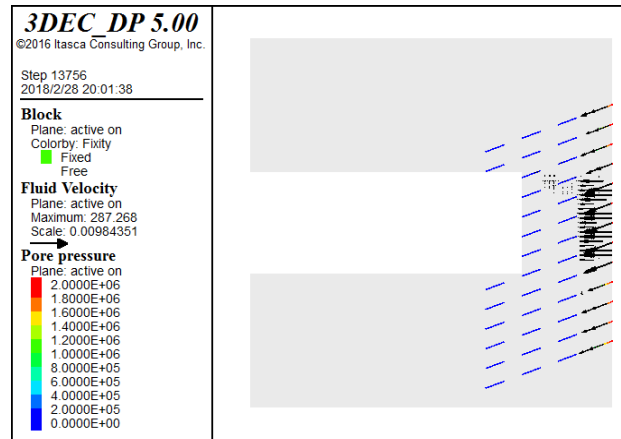 3DEC_DP 5.00
©2016 Itasca Consulting Group, Inc.
Step 13756
2018/2/28 20:01:38
Block
Plane: active on
Colorby: Fixity
Fixed
Free
Fluid Velocity
Plane: active on
Maximum: 287.268
Scale: 0.00984351
Pore pressure
Plane: active on
2.0000E+06
1.8000E+06
1.6000E+06
1.4000E+06
1.2000E+06
1.0000E+06
8.0000E+05
6.0000E+05
4.0000E+05
2.0000E+05
0.0000E+00